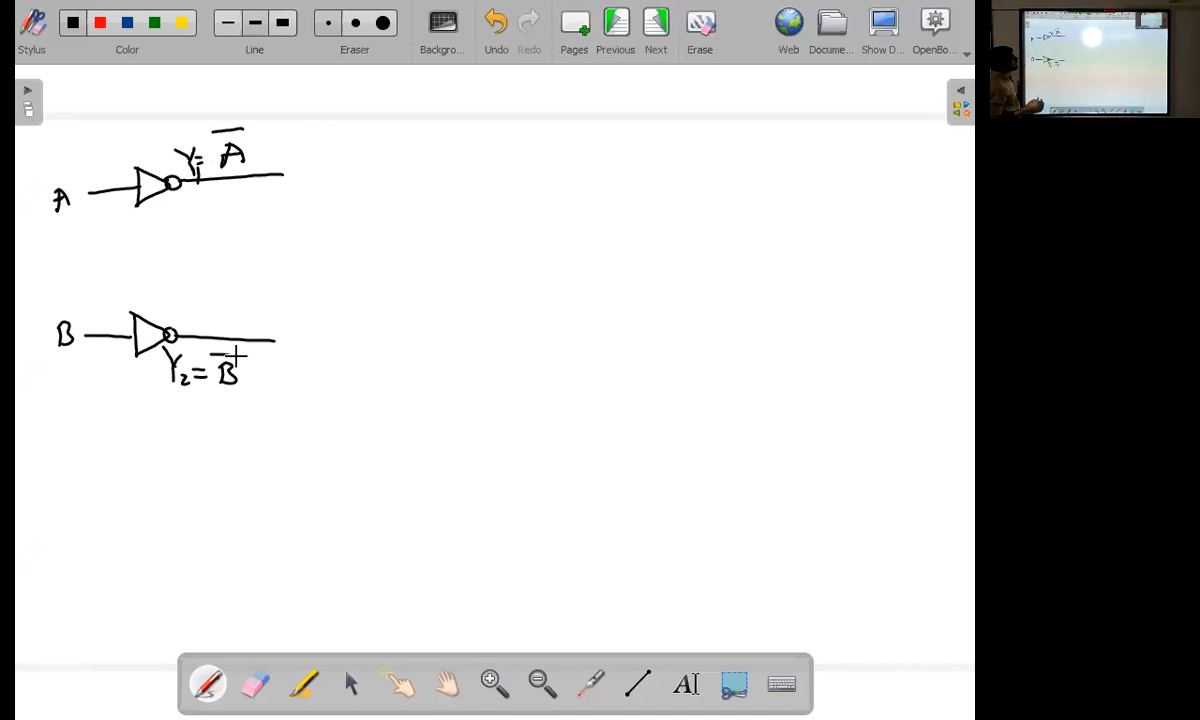 Stylus Color Line Eraser Backgro... Undo Redo Pages Previous Next Erase Web Docume... Show D... OpenBo...
Y₁= A̅
A
B
Y₂= B̅
A